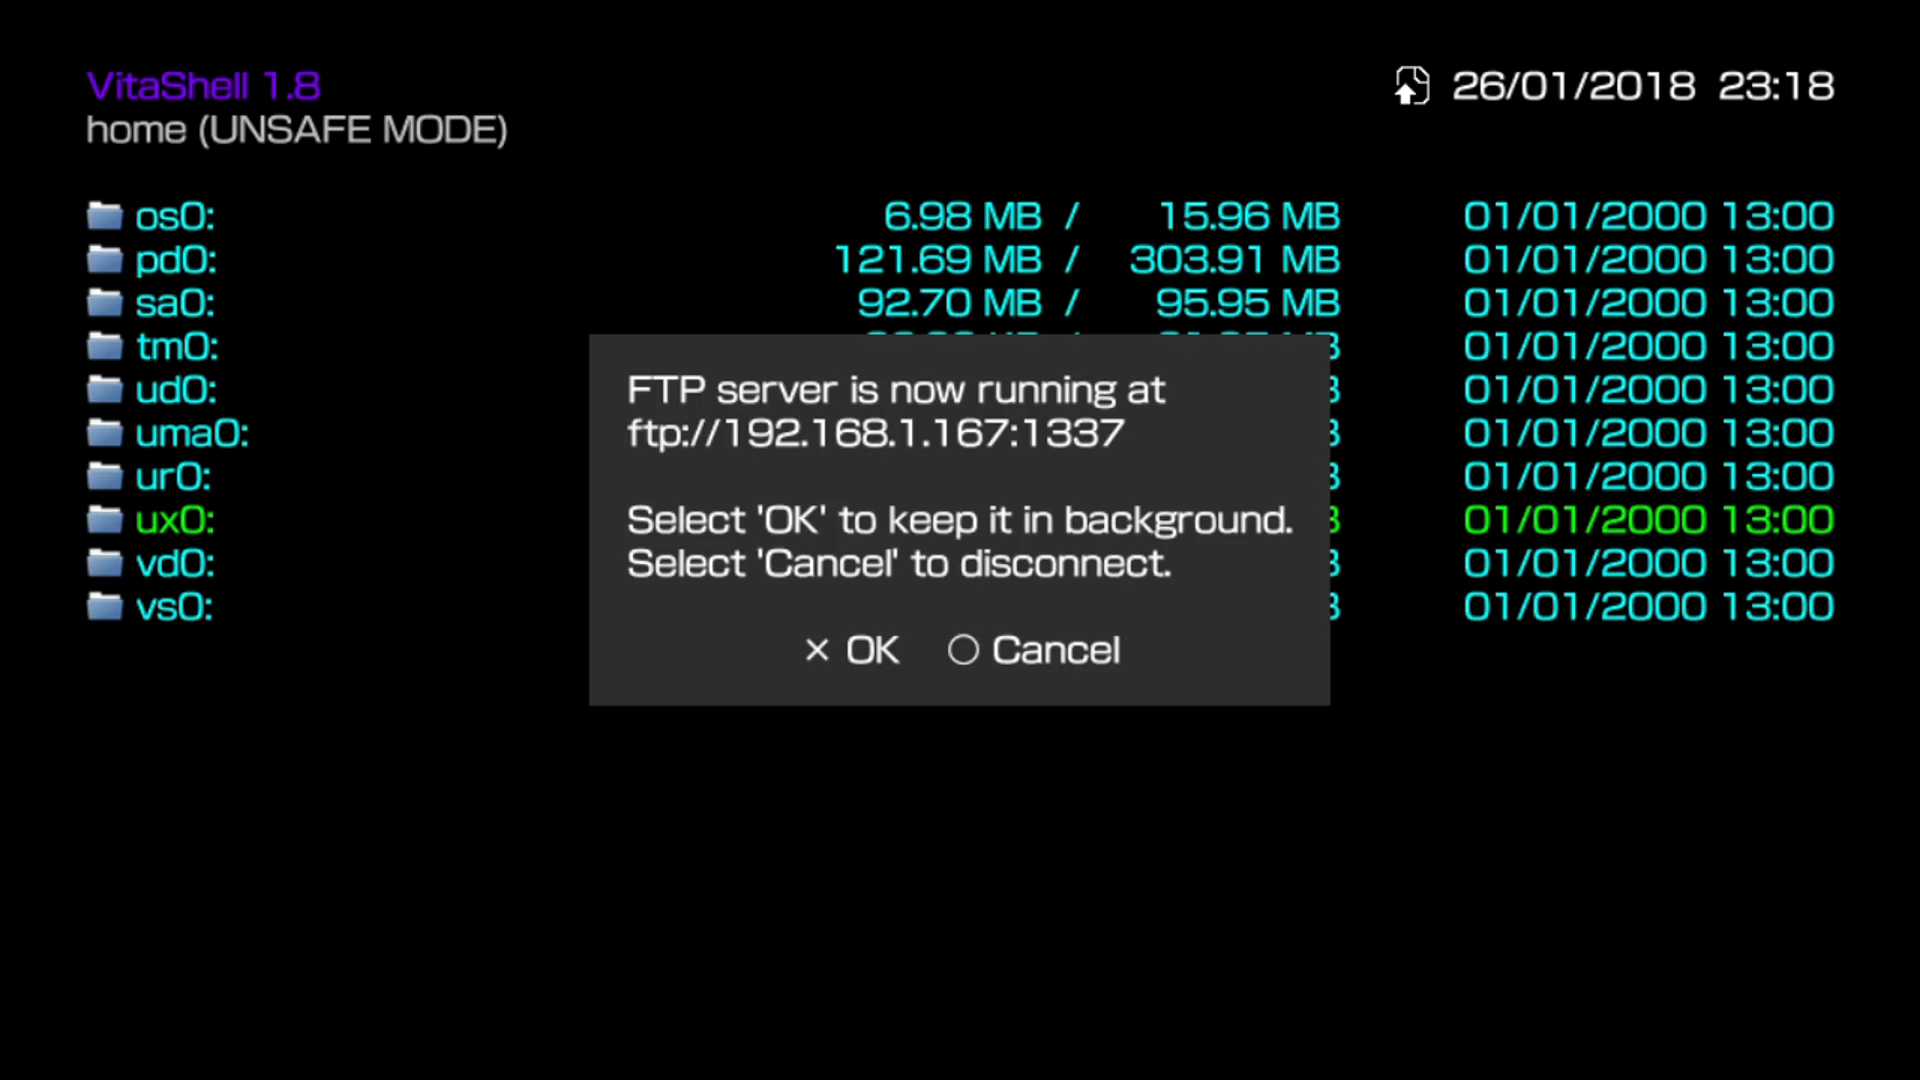 VitaShell 1.8
26/01/2018 23:18
home (UNSAFE MODE)
os0: 6.98 MB / 15.96 MB 01/01/2000 13:00
pd0: 121.69 MB / 303.91 MB 01/01/2000 13:00
sa0: 92.70 MB / 95.95 MB 01/01/2000 13:00
tm0: 01/01/2000 13:00
ud0: 01/01/2000 13:00
uma0: 01/01/2000 13:00
ur0: 01/01/2000 13:00
ux0: 01/01/2000 13:00
vd0: 01/01/2000 13:00
vs0: 01/01/2000 13:00
FTP server is now running at
ftp://192.168.1.167:1337
Select 'OK' to keep it in background.
Select 'Cancel' to disconnect.
× OK ○ Cancel